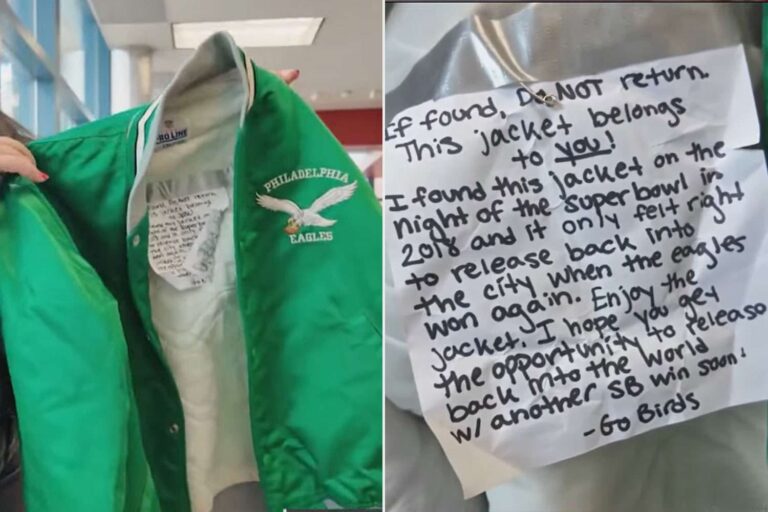 PRO LINE
PHILADELPHIA
EAGLES
If found, Do NOT return.
This jacket belongs
to you!
I found this jacket on the
night of the superbowl in
2018 and it only felt right
to release back into
the city when the eagles
won again. Enjoy the
jacket. I hope you get
the opportunity to release
back into the world
w/ another SB win soon!
-Go Birds